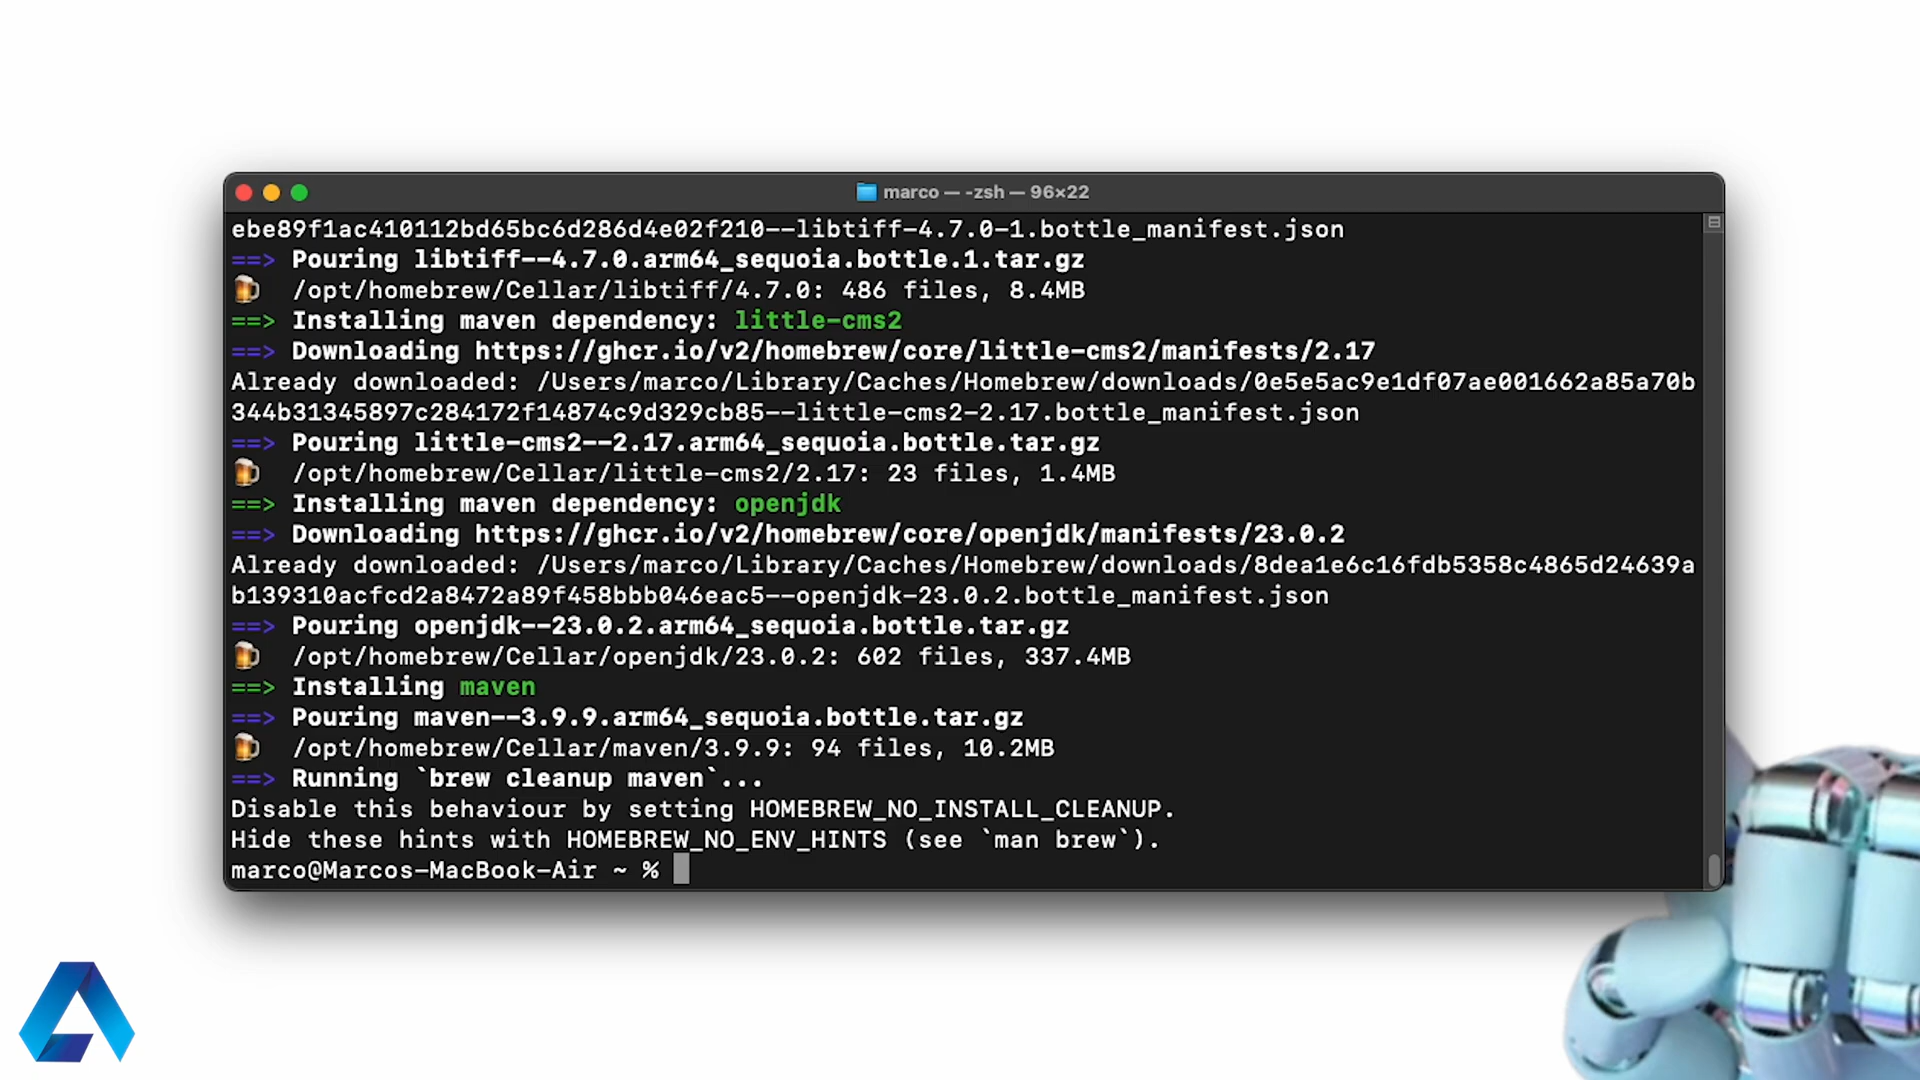 marco — -zsh — 96×22
ebe89f1ac410112bd65bc6d286d4e02f210--libtiff-4.7.0-1.bottle_manifest.json
==> Pouring libtiff--4.7.0.arm64_sequoia.bottle.1.tar.gz
🍺  /opt/homebrew/Cellar/libtiff/4.7.0: 486 files, 8.4MB
==> Installing maven dependency: little-cms2
==> Downloading https://ghcr.io/v2/homebrew/core/little-cms2/manifests/2.17
Already downloaded: /Users/marco/Library/Caches/Homebrew/downloads/0e5e5ac9e1df07ae001662a85a70b
344b31345897c284172f14874c9d329cb85--little-cms2-2.17.bottle_manifest.json
==> Pouring little-cms2--2.17.arm64_sequoia.bottle.tar.gz
🍺  /opt/homebrew/Cellar/little-cms2/2.17: 23 files, 1.4MB
==> Installing maven dependency: openjdk
==> Downloading https://ghcr.io/v2/homebrew/core/openjdk/manifests/23.0.2
Already downloaded: /Users/marco/Library/Caches/Homebrew/downloads/8dea1e6c16fdb5358c4865d24639a
b139310acfcd2a8472a89f458bbb046eac5--openjdk-23.0.2.bottle_manifest.json
==> Pouring openjdk--23.0.2.arm64_sequoia.bottle.tar.gz
🍺  /opt/homebrew/Cellar/openjdk/23.0.2: 602 files, 337.4MB
==> Installing maven
==> Pouring maven--3.9.9.arm64_sequoia.bottle.tar.gz
🍺  /opt/homebrew/Cellar/maven/3.9.9: 94 files, 10.2MB
==> Running `brew cleanup maven`...
Disable this behaviour by setting HOMEBREW_NO_INSTALL_CLEANUP.
Hide these hints with HOMEBREW_NO_ENV_HINTS (see `man brew`).
marco@Marcos-MacBook-Air ~ %